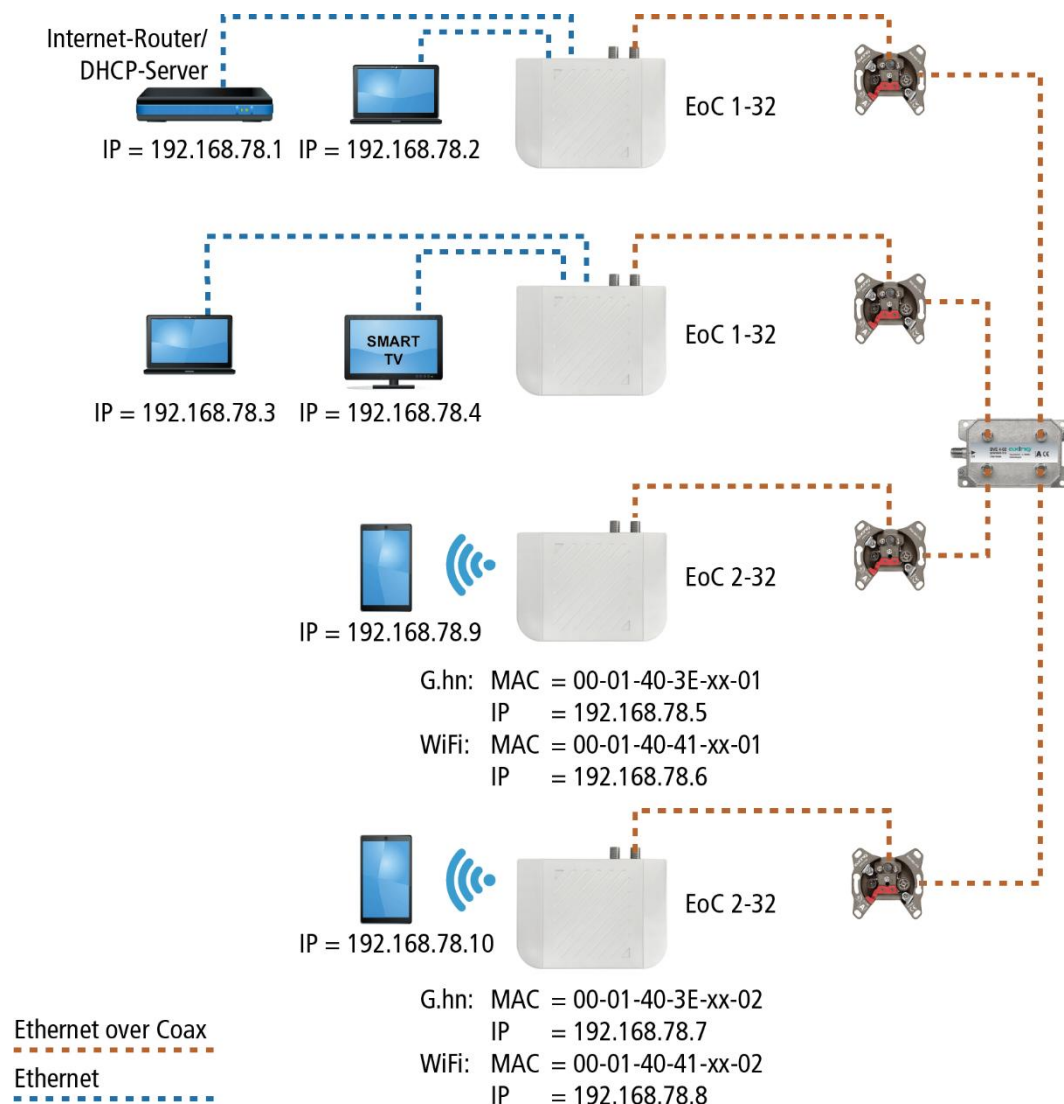 Internet-Router/
DHCP-Server
IP = 192.168.78.1
IP = 192.168.78.2
EoC 1-32
SMART
TV
IP = 192.168.78.3
IP = 192.168.78.4
EoC 1-32
IP = 192.168.78.9
EoC 2-32
G.hn: MAC = 00-01-40-3E-xx-01
IP = 192.168.78.5
WiFi: MAC = 00-01-40-41-xx-01
IP = 192.168.78.6
IP = 192.168.78.10
EoC 2-32
G.hn: MAC = 00-01-40-3E-xx-02
IP = 192.168.78.7
WiFi: MAC = 00-01-40-41-xx-02
IP = 192.168.78.8
Ethernet over Coax
Ethernet